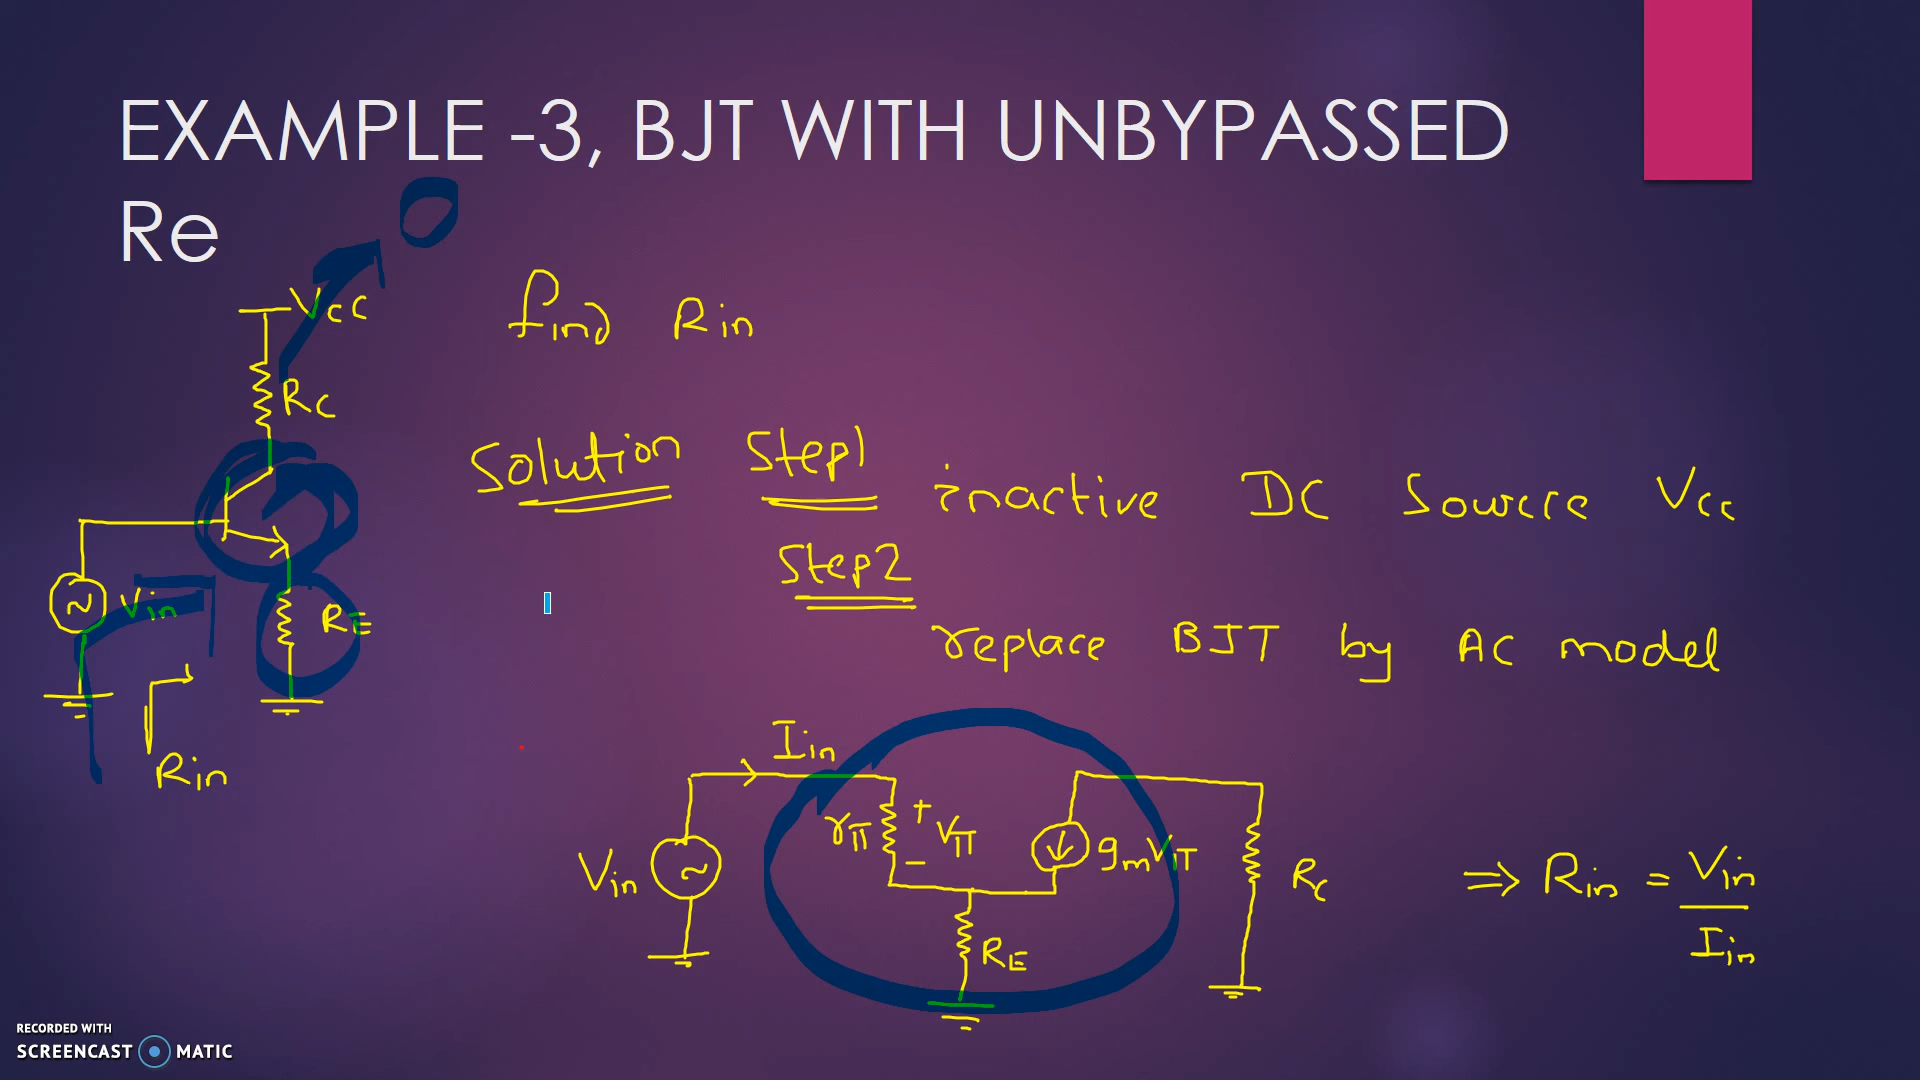 EXAMPLE -3, BJT WITH UNBYPASSED
Re
VCC
RC
Vin
RE
Rin
find Rin
Solution Step1
inactive DC Source Vcc
Step2
replace BJT by AC model
Iin
Vin
rπ
+
Vπ
-
gmVπ
RC
RE
⇒ Rin = Vin
Iin
RECORDED WITH
SCREENCAST MATIC